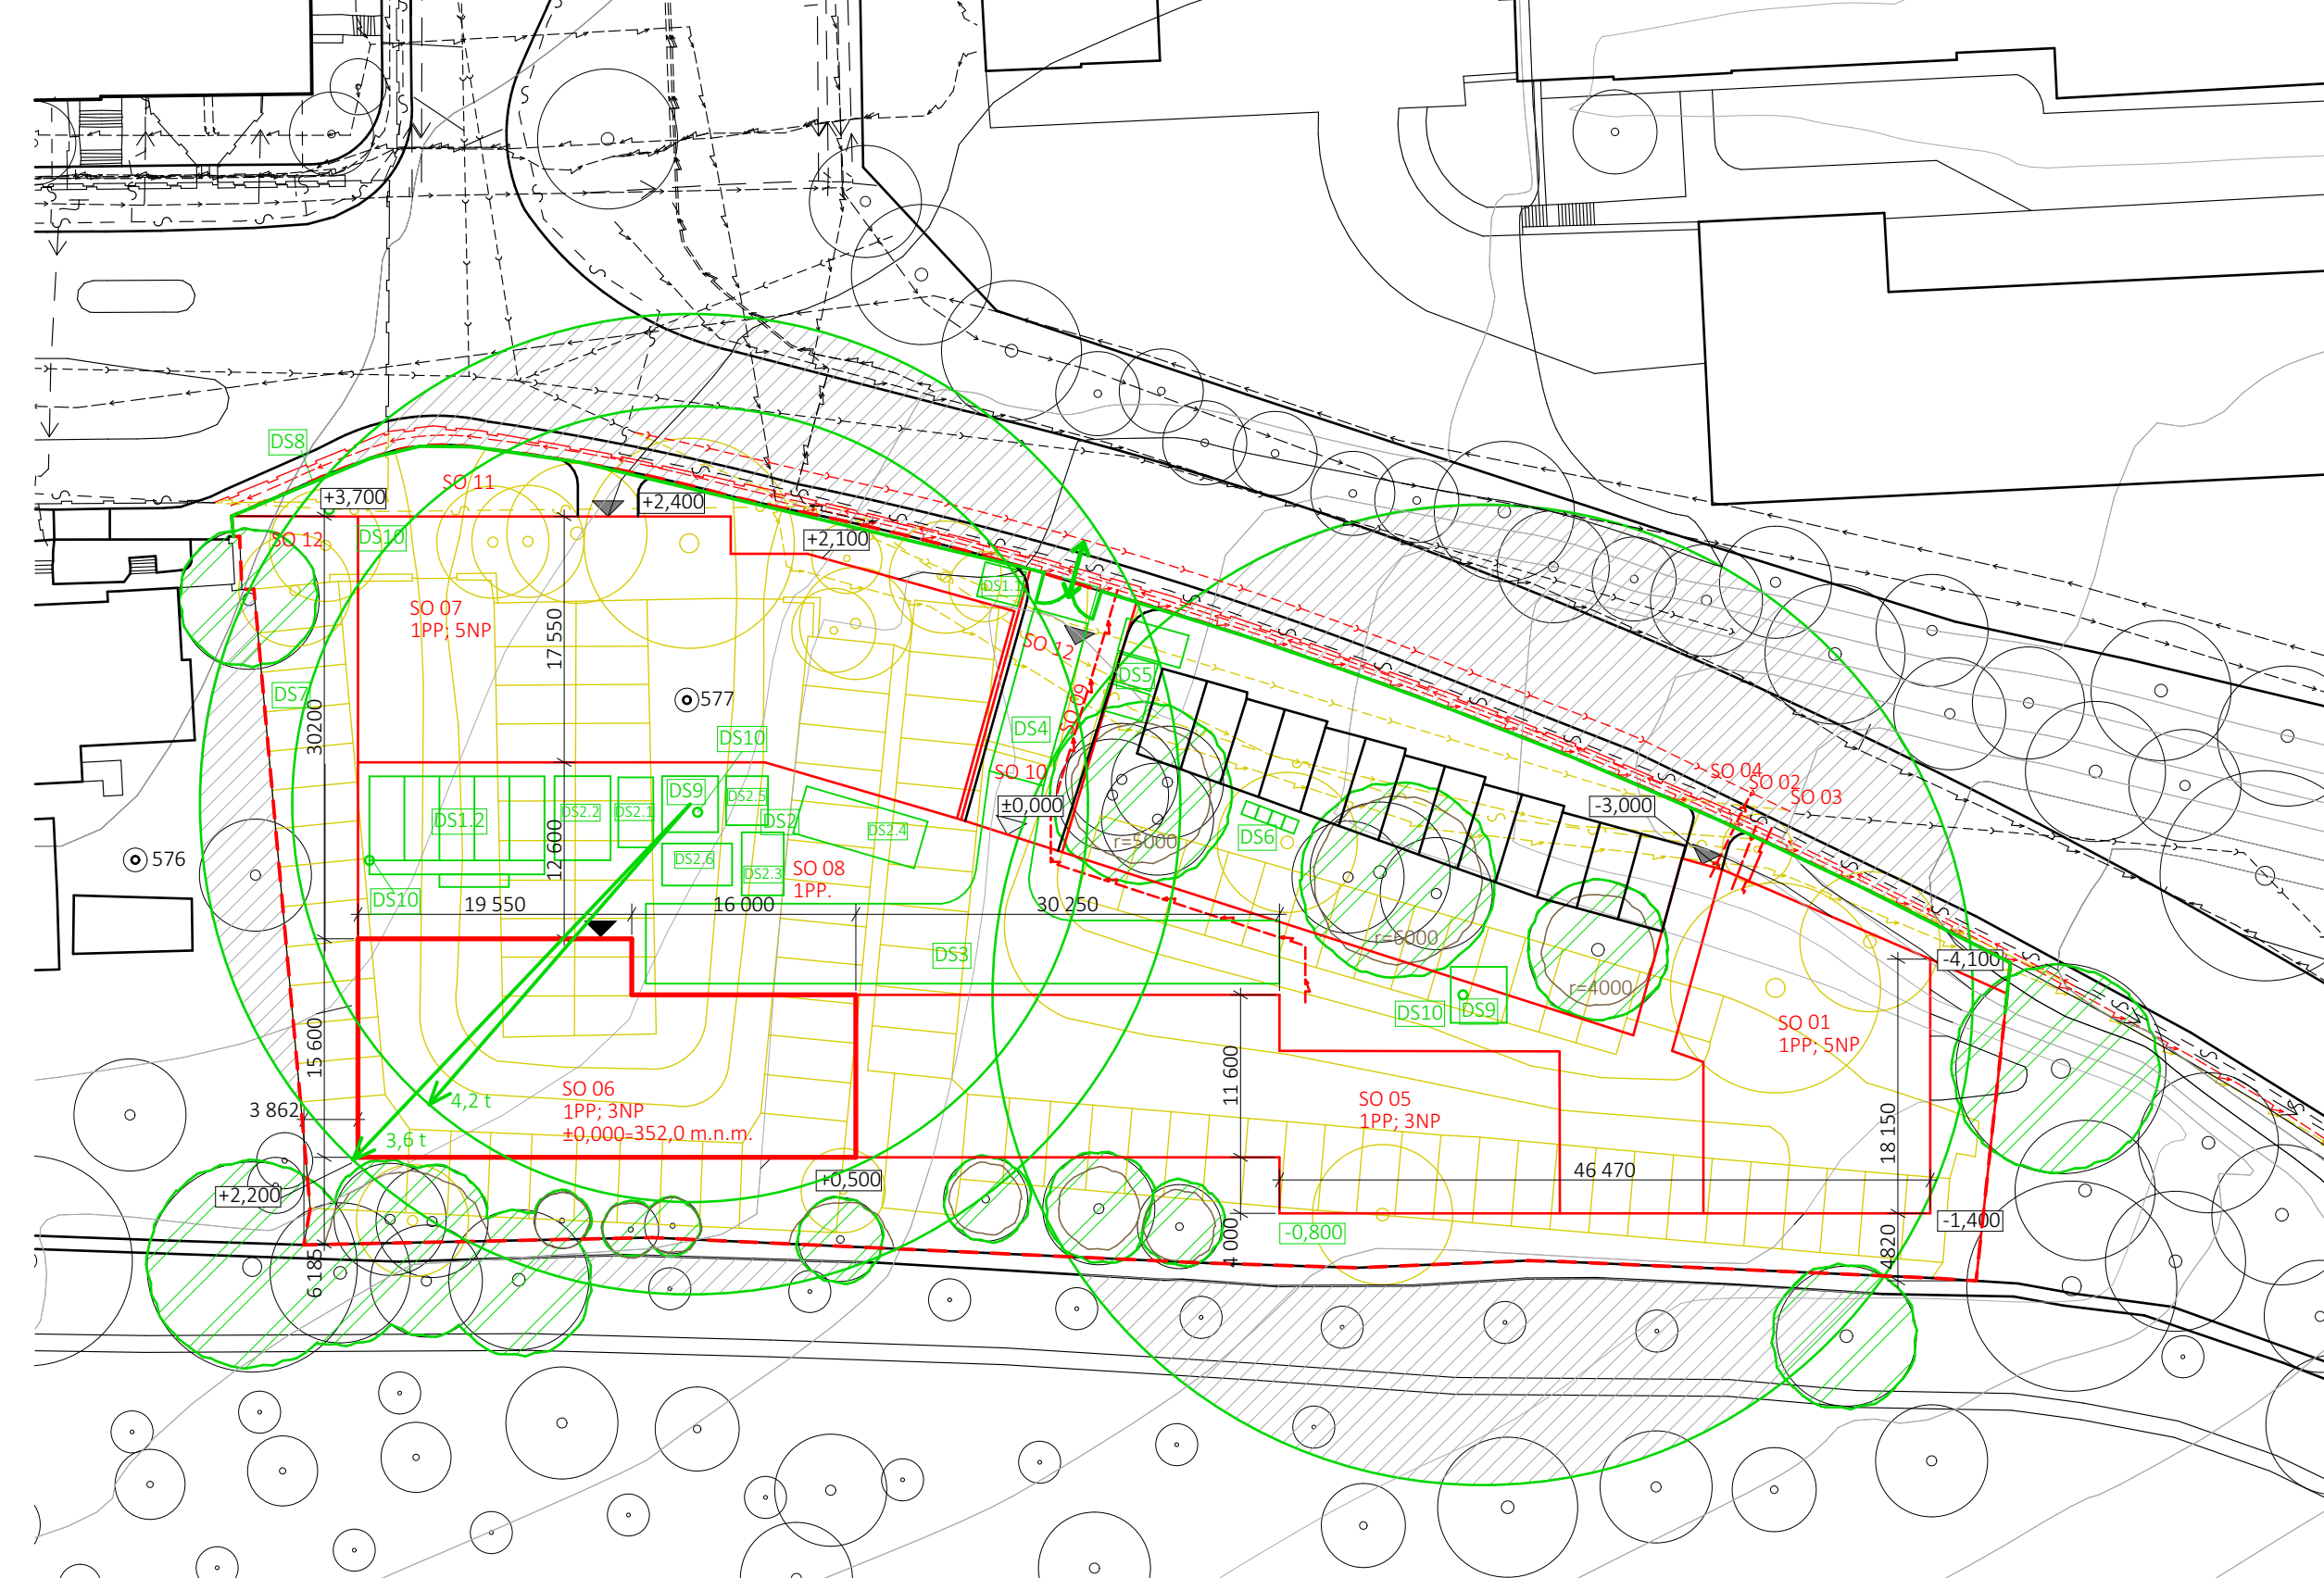 DS8
+3,700
SO 11
+2,400
+2,100
SO 12
DS10
DS1.1
SO 07
1PP; 5NP
17 550
SO 12
DS5
DS7
30200
577
SO 09
DS4
DS10
SO 10
SO 04
SO 02
SO 03
±0,000
-3,000
DS9
DS2.5
DS1.2
DS2.2
DS2.1
DS2
DS2.4
DS6
r=5000
12 600
576
DS2.6
DS2.3
SO 08
1PP.
DS10
19 550
16 000
30 250
r=6000
DS3
-4,100
r=4000
DS10
DS9
SO 01
1PP; 5NP
15 600
11 600
SO 06
1PP; 3NP
±0,000=352,0 m.n.m.
4,2 t
3,6 t
3 862
SO 05
1PP; 3NP
18 150
46 470
+2,200
+0,500
-0,800
-1,400
6 185
4 000
4820